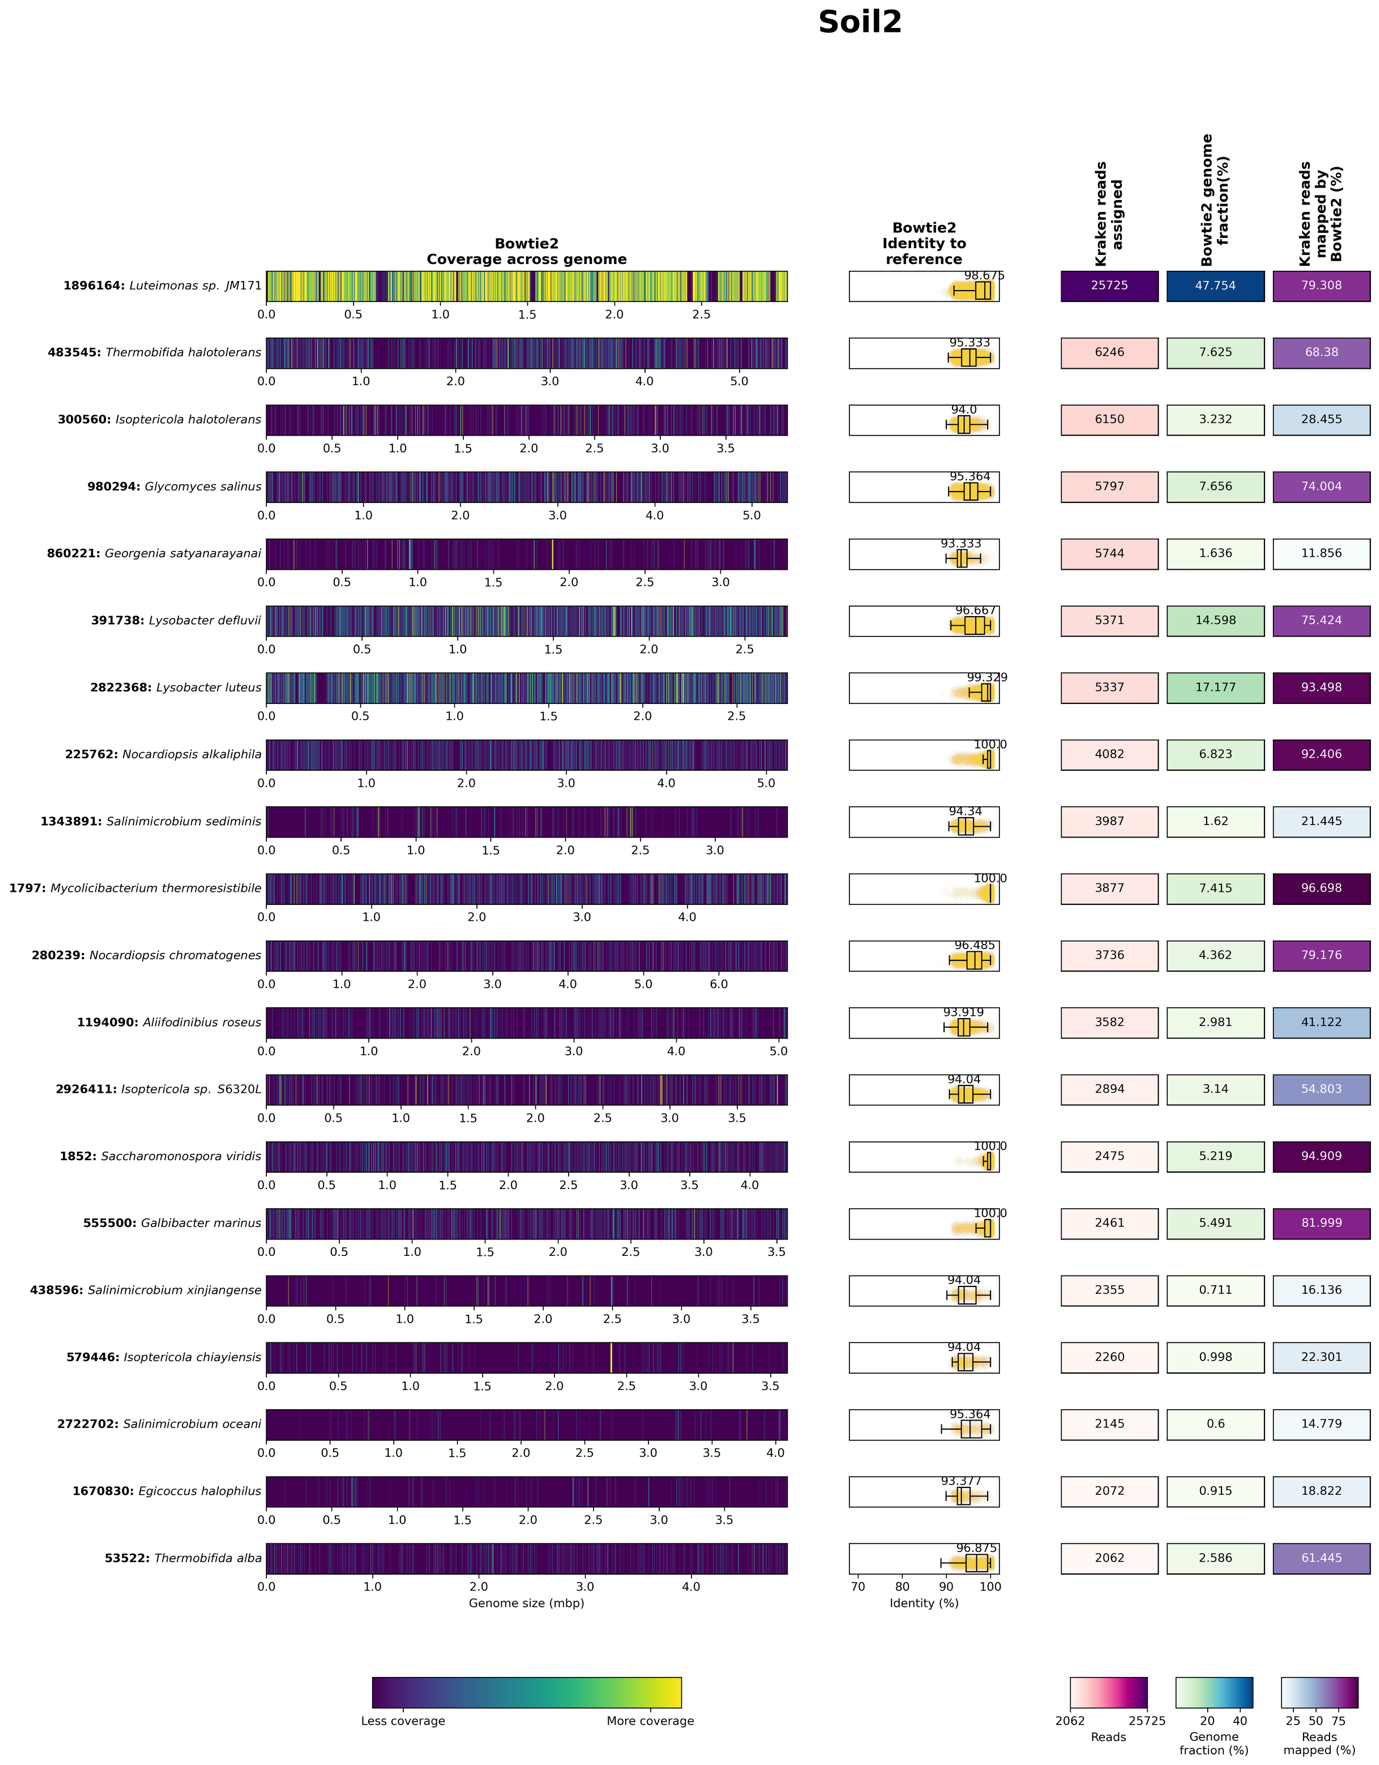 Soil2
Bowtie2
Coverage across genome
Bowtie2
Identity to
reference
Kraken reads
assigned
Bowtie2 genome
fraction(%)
Kraken reads
mapped by
Bowtie2 (%)
1896164: Luteimonas sp. JM171 98.675 25725 47.754 79.308
0.0 0.5 1.0 1.5 2.0 2.5
483545: Thermobifida halotolerans 95.333 6246 7.625 68.38
0.0 1.0 2.0 3.0 4.0 5.0
300560: Isoptericola halotolerans 94.0 6150 3.232 28.455
0.0 0.5 1.0 1.5 2.0 2.5 3.0 3.5
980294: Glycomyces salinus 95.364 5797 7.656 74.004
0.0 1.0 2.0 3.0 4.0 5.0
860221: Georgenia satyanarayanai 93.333 5744 1.636 11.856
0.0 0.5 1.0 1.5 2.0 2.5 3.0
391738: Lysobacter defluvii 96.667 5371 14.598 75.424
0.0 0.5 1.0 1.5 2.0 2.5
2822368: Lysobacter luteus 99.329 5337 17.177 93.498
0.0 0.5 1.0 1.5 2.0 2.5
225762: Nocardiopsis alkaliphila 100.0 4082 6.823 92.406
0.0 1.0 2.0 3.0 4.0 5.0
1343891: Salinimicrobium sediminis 94.34 3987 1.62 21.445
0.0 0.5 1.0 1.5 2.0 2.5 3.0
1797: Mycolicibacterium thermoresistibile 100.0 3877 7.415 96.698
0.0 1.0 2.0 3.0 4.0
280239: Nocardiopsis chromatogenes 96.485 3736 4.362 79.176
0.0 1.0 2.0 3.0 4.0 5.0 6.0
1194090: Aliifodinibius roseus 93.919 3582 2.981 41.122
0.0 1.0 2.0 3.0 4.0 5.0
2926411: Isoptericola sp. S6320L 94.04 2894 3.14 54.803
0.0 0.5 1.0 1.5 2.0 2.5 3.0 3.5
1852: Saccharomonospora viridis 100.0 2475 5.219 94.909
0.0 0.5 1.0 1.5 2.0 2.5 3.0 3.5 4.0
555500: Galbibacter marinus 100.0 2461 5.491 81.999
0.0 0.5 1.0 1.5 2.0 2.5 3.0 3.5
438596: Salinimicrobium xinjiangense 94.04 2355 0.711 16.136
0.0 0.5 1.0 1.5 2.0 2.5 3.0 3.5
579446: Isoptericola chiayiensis 94.04 2260 0.998 22.301
0.0 0.5 1.0 1.5 2.0 2.5 3.0 3.5
2722702: Salinimicrobium oceani 95.364 2145 0.6 14.779
0.0 0.5 1.0 1.5 2.0 2.5 3.0 3.5 4.0
1670830: Egicoccus halophilus 93.377 2072 0.915 18.822
0.0 0.5 1.0 1.5 2.0 2.5 3.0 3.5
53522: Thermobifida alba 96.875 2062 2.586 61.445
0.0 1.0 2.0 3.0 4.0 70 80 90 100
Genome size (mbp) Identity (%)
Less coverage More coverage
2062 25725
Reads
20 40
Genome
fraction (%)
25 50 75
Reads
mapped (%)